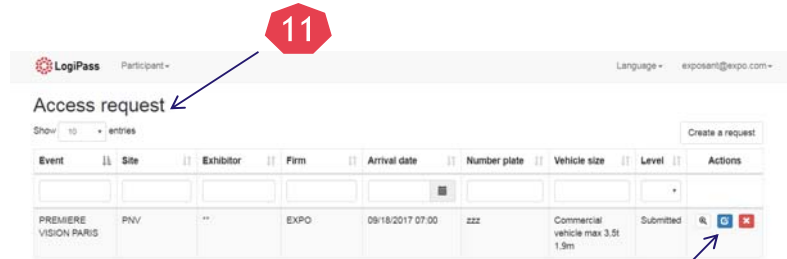 11
LogiPass Participant Language exposant@expo.com
Access request
Show 10 entries Create a request
Event Site Exhibitor Firm Arrival date Number plate Vehicle size Level Actions
PREMIERE VISION PARIS PNV ** EXPO 09/18/2017 07:00 zzz Commercial vehicle max 3.5t 1.9m Submitted